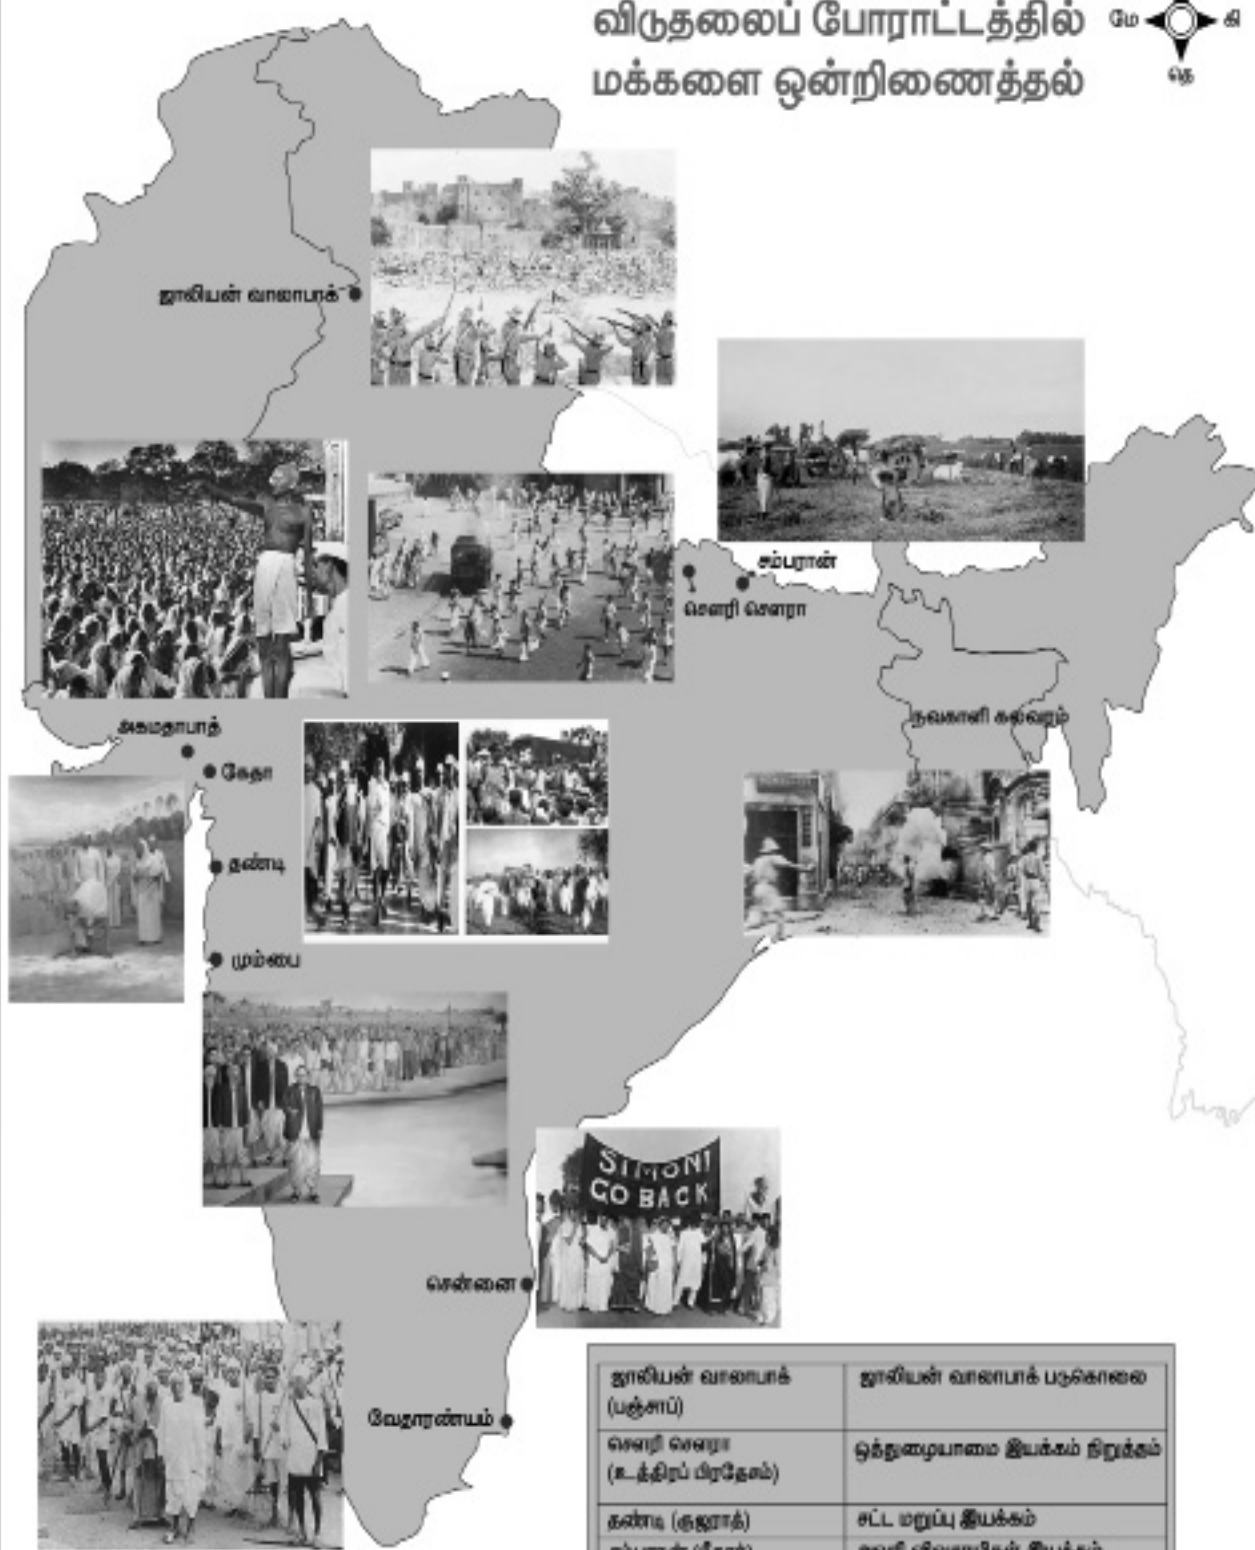 விடுதலைப் போராட்டத்தில்
மக்களை ஒன்றிணைத்தல்
மே
கி
தெ
ஜாலியன் வாலாபாக்
சம்பரான்
சௌரி சௌரா
நவகாளி கலவரம்
அகமதாபாத்
கேதா
தண்டி
மும்பை
SIMON!
GO BACK
சென்னை
வேதாரண்யம்
ஜாலியன் வாலாபாக் ஜாலியன் வாலாபாக் படுகொலை
(பஞ்சாப்)
சௌரி சௌரா ஒத்துழையாமை இயக்கம் நிறுத்தம்
(உத்திரப் பிரதேசம்)
தண்டி (குஜராத்) சட்ட மறுப்பு இயக்கம்